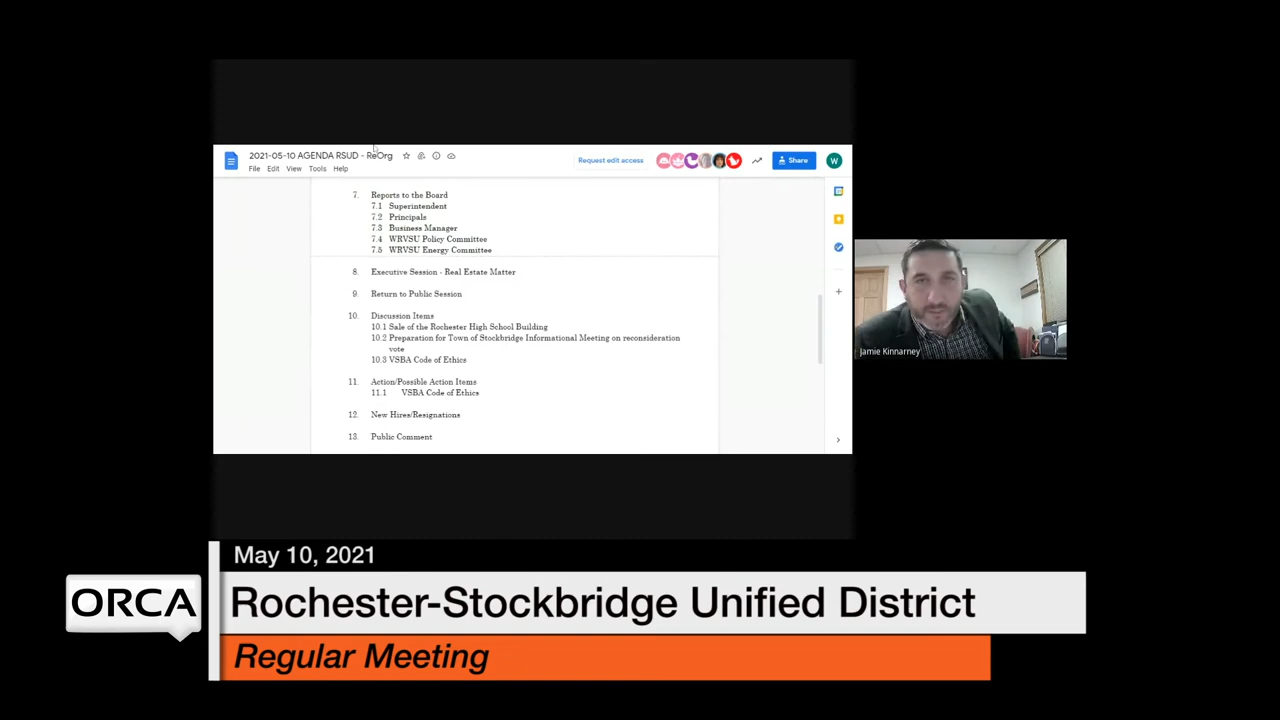 2021-05-10 AGENDA RSUD - ReOrg
File Edit View Tools Help
Request edit access
Share
W
7. Reports to the Board
7.1 Superintendent
7.2 Principals
7.3 Business Manager
7.4 WRVSU Policy Committee
7.5 WRVSU Energy Committee
8. Executive Session - Real Estate Matter
9. Return to Public Session
10. Discussion Items
10.1 Sale of the Rochester High School Building
10.2 Preparation for Town of Stockbridge Informational Meeting on reconsideration
vote
10.3 VSBA Code of Ethics
11. Action/Possible Action Items
11.1 VSBA Code of Ethics
12. New Hires/Resignations
13. Public Comment
Jamie Kinnarney
May 10, 2021
ORCA
Rochester-Stockbridge Unified District
Regular Meeting